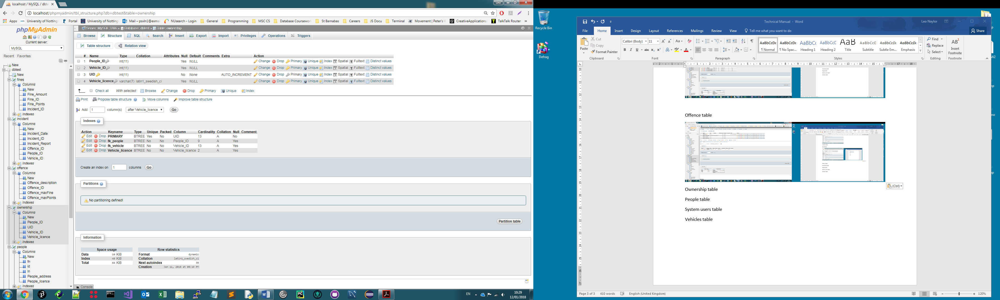 localhost / MySQL / dbte
Leo
localhost/phpmyadmin/tbl_structure.php?db=dbtest&table=ownership
Apps
University of Notting
Portal
University of Notting
Mail – psxln1@exmai
NUsearch - Login
General
Programming
MSC CS
Database Coursewor
St Barnabas
Careers
JS Docu
Terminal
Movement | Peter's W
CreativeApplications
TalkTalk Router
phpMyAdmin
Current server:
MySQL
Recent Favorites
New
dbtest
New
fines
Columns
New
Fine_Amount
Fine_ID
Fine_Points
Incident_ID
Indexes
incident
Columns
New
Incident_Date
Incident_ID
Incident_Report
Offence_ID
People_ID
Vehicle_ID
Indexes
offence
Columns
New
Offence_description
Offence_ID
Offence_maxFine
Offence_maxPoints
Indexes
ownership
Columns
New
People_ID
UID
Vehicle_ID
Vehicle_licence
Indexes
people
Columns
New
fn
id
ln
People_address
People_licence
Indexes
Server: MySQL:3306 » Database: dbtest » Table: ownership
Browse Structure SQL Search Insert Export Import Privileges Operations Triggers
Table structure Relation view
# Name Type Collation Attributes Null Default Comments Extra Action
1 People_ID int(11) Yes NULL Change Drop Primary Unique Index Spatial Fulltext Distinct values
2 Vehicle_ID int(11) Yes NULL Change Drop Primary Unique Index Spatial Fulltext Distinct values
3 UID int(11) No None AUTO_INCREMENT Change Drop Primary Unique Index Spatial Fulltext Distinct values
4 Vehicle_licence varchar(7) latin1_swedish_ci Yes NULL Change Drop Primary Unique Index Spatial Fulltext Distinct values
Check all With selected: Browse Change Drop Primary Unique Index
Print Propose table structure Move columns Improve table structure
Add 1 column(s) after Vehicle_licence Go
Indexes
Action Keyname Type Unique Packed Column Cardinality Collation Null Comment
Edit Drop PRIMARY BTREE Yes No UID 13 A No
Edit Drop fk_people BTREE No No People_ID 9 A Yes
Edit Drop fk_vehicle BTREE No No Vehicle_ID 13 A Yes
Edit Drop Vehicle_licence BTREE No No Vehicle_licence 2 A Yes
Create an index on 1 columns Go
Partitions
No partitioning defined!
Partition table
Information
Space usage
Data 16 KiB
Index 48 KiB
Total 64 KiB
Row statistics
Format dynamic
Collation latin1_swedish_ci
Next autoindex 39
Creation Jan 11, 2018 at 08:19 PM
Console
EN
10:29
12/01/2018
Recycle Bin
Defrag
Technical Manual - Word
Leo Naylor
File Home Insert Design Layout References Mailings Review View Tell me what you want to do
Share
Paste
Cut
Copy
Format Painter
Clipboard
Calibri (Body) 11
Font
Paragraph
AaBbCcDc AaBbCcDc AaBbC AaBbCcE AaB AaBbCcD AaBbCcDt AaBbCcDt
¶ Normal ¶ No Spac... Heading 1 Heading 2 Title Subtitle Subtle Em... Emphasis
Styles
Find
Replace
Select
Editing
AB1
Insert Footnote
Footnote
Offence table
(Ctrl)
Ownership table
People table
System users table
Vehicles table
Page 3 of 3 410 words English (United Kingdom)
120%